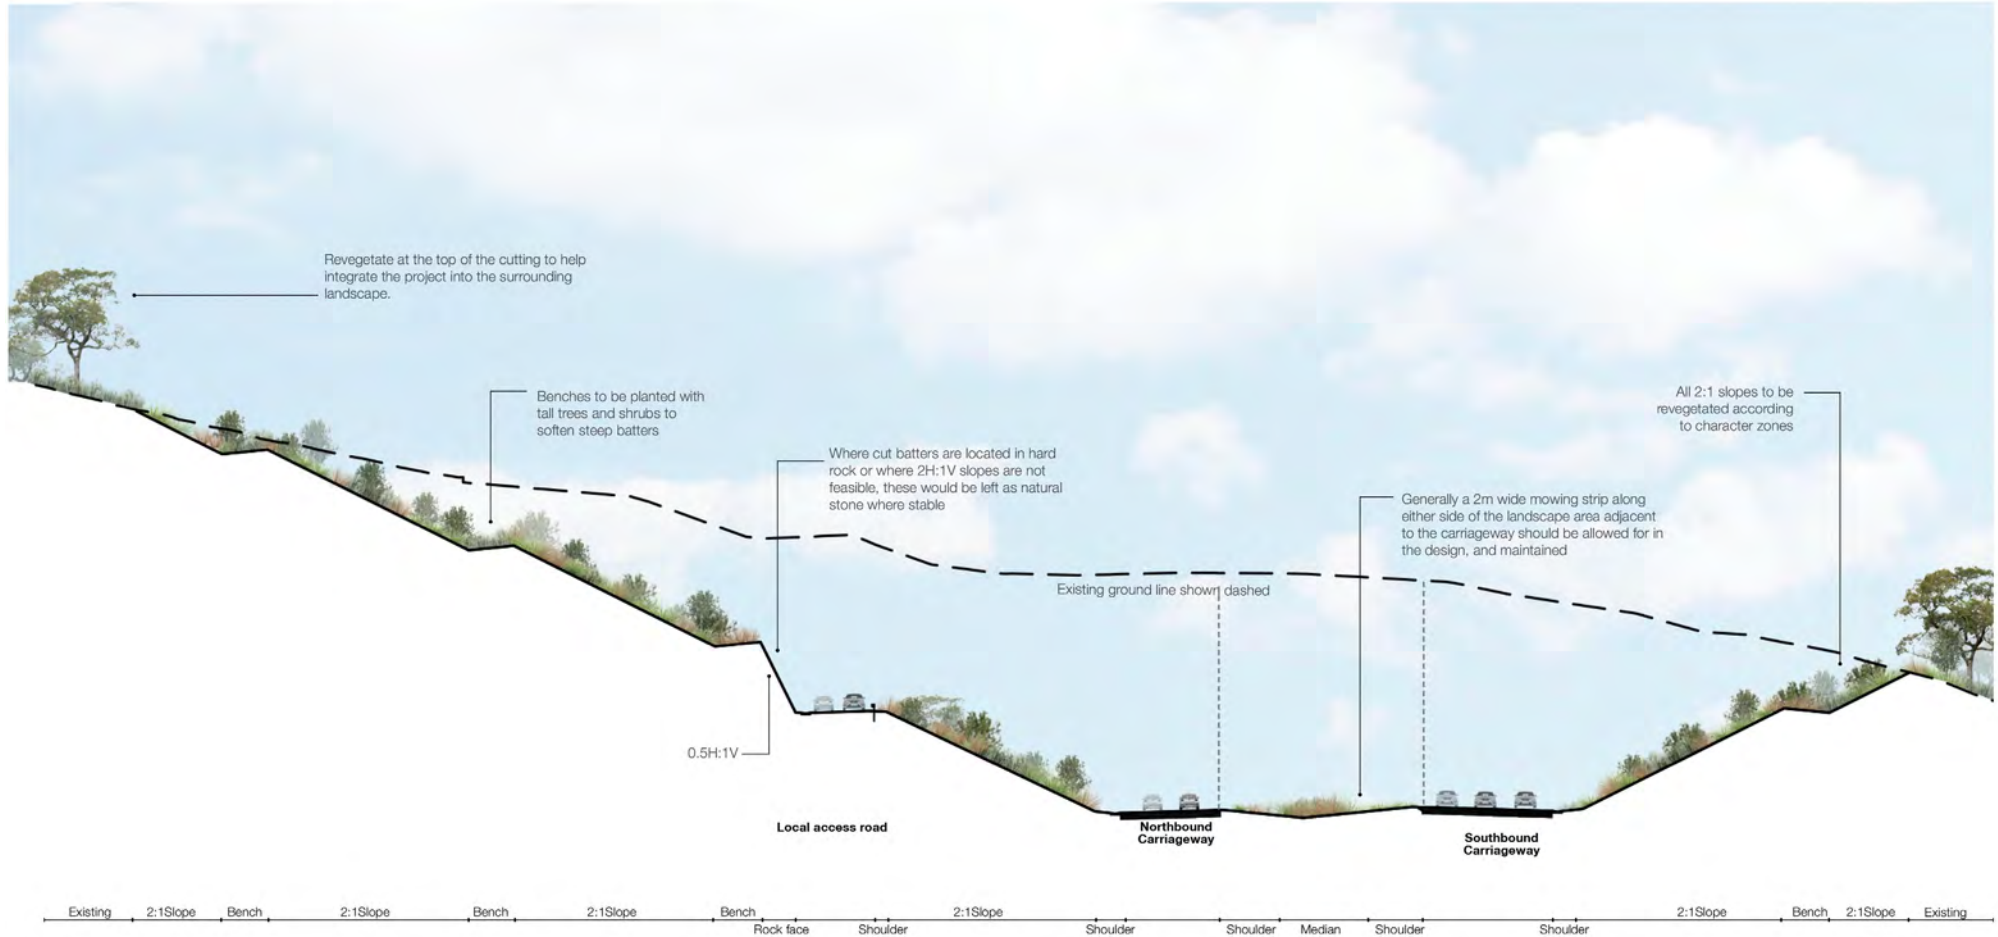 Revegetate at the top of the cutting to help
integrate the project into the surrounding
landscape.
Benches to be planted with
tall trees and shrubs to
soften steep batters
Where cut batters are located in hard
rock or where 2H:1V slopes are not
feasible, these would be left as natural
stone where stable
All 2:1 slopes to be
revegetated according
to character zones
Generally a 2m wide mowing strip along
either side of the landscape area adjacent
to the carriageway should be allowed for in
the design, and maintained
Existing ground line shown dashed
0.5H:1V
Local access road
Northbound
Carriageway
Southbound
Carriageway
Existing
2:1Slope
Bench
2:1Slope
Bench
2:1Slope
Bench
Rock face
Shoulder
2:1Slope
Shoulder
Shoulder
Median
Shoulder
Shoulder
2:1Slope
Bench
2:1Slope
Existing